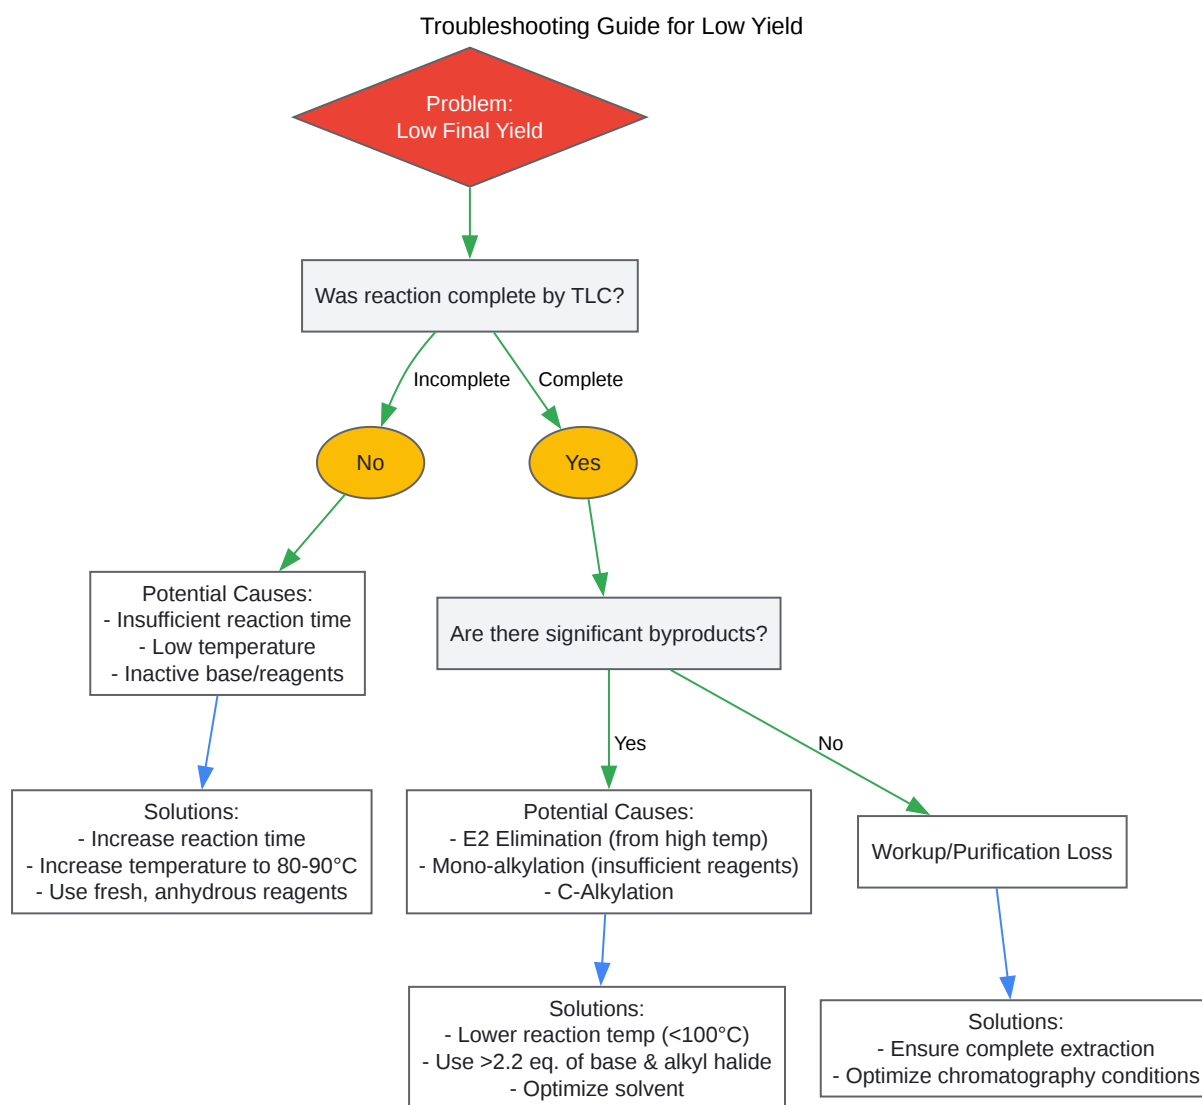 Troubleshooting Guide for Low Yield
Problem:
Low Final Yield
Was reaction complete by TLC?
Incomplete
Complete
No
Yes
Potential Causes:
- Insufficient reaction time
- Low temperature
- Inactive base/reagents
Are there significant byproducts?
Yes
No
Solutions:
- Increase reaction time
- Increase temperature to 80-90°C
- Use fresh, anhydrous reagents
Potential Causes:
- E2 Elimination (from high temp)
- Mono-alkylation (insufficient reagents)
- C-Alkylation
Workup/Purification Loss
Solutions:
- Lower reaction temp (<100°C)
- Use >2.2 eq. of base & alkyl halide
- Optimize solvent
Solutions:
- Ensure complete extraction
- Optimize chromatography conditions